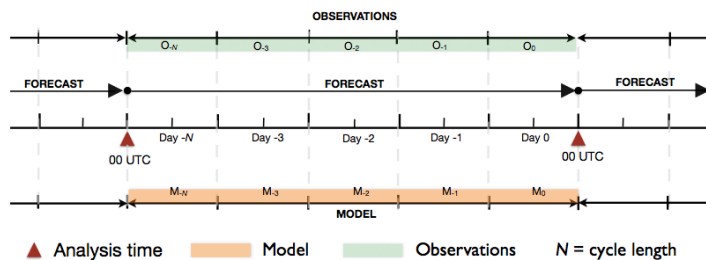 OBSERVATIONS
O-N O-3 O-2 O-1 O0
FORECAST FORECAST FORECAST
Day -N Day -3 Day -2 Day -1 Day 0
00 UTC 00 UTC
M-N M-3 M-2 M-1 M0
MODEL
Analysis time Model Observations N = cycle length